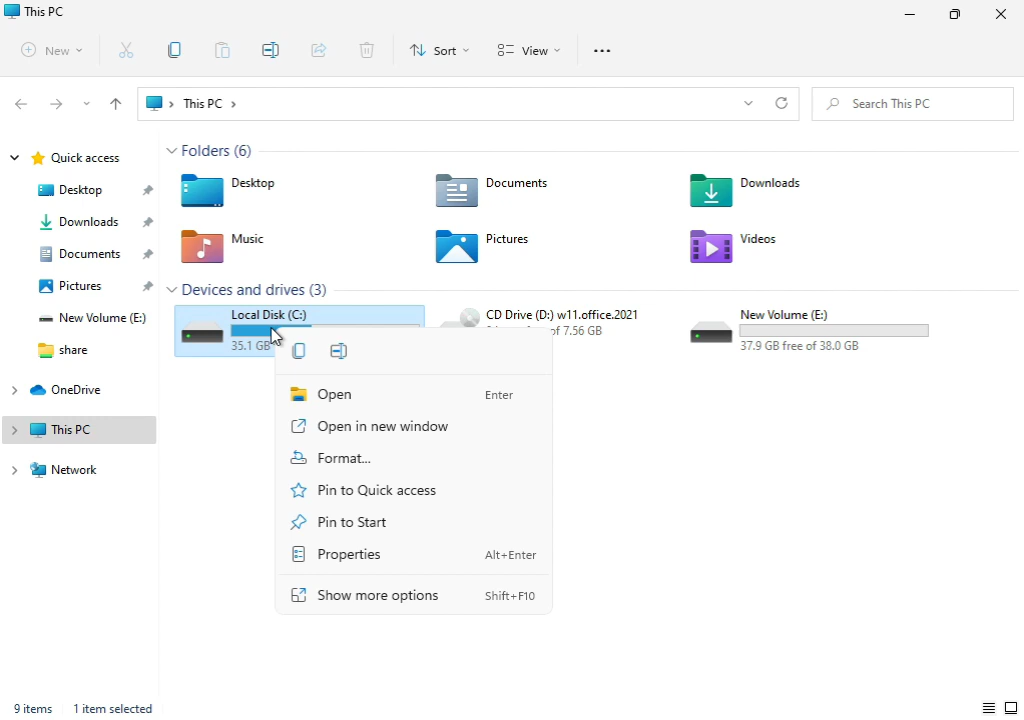 This PC
New
Sort
View
This PC
Search This PC
Quick access
Desktop
Downloads
Documents
Pictures
New Volume (E:)
share
OneDrive
This PC
Network
Folders (6)
Desktop
Documents
Downloads
Music
Pictures
Videos
Devices and drives (3)
Local Disk (C:)
35.1 GB
CD Drive (D:) w11.office.2021
of 7.56 GB
New Volume (E:)
37.9 GB free of 38.0 GB
Open Enter
Open in new window
Format...
Pin to Quick access
Pin to Start
Properties Alt+Enter
Show more options Shift+F10
9 items 1 item selected